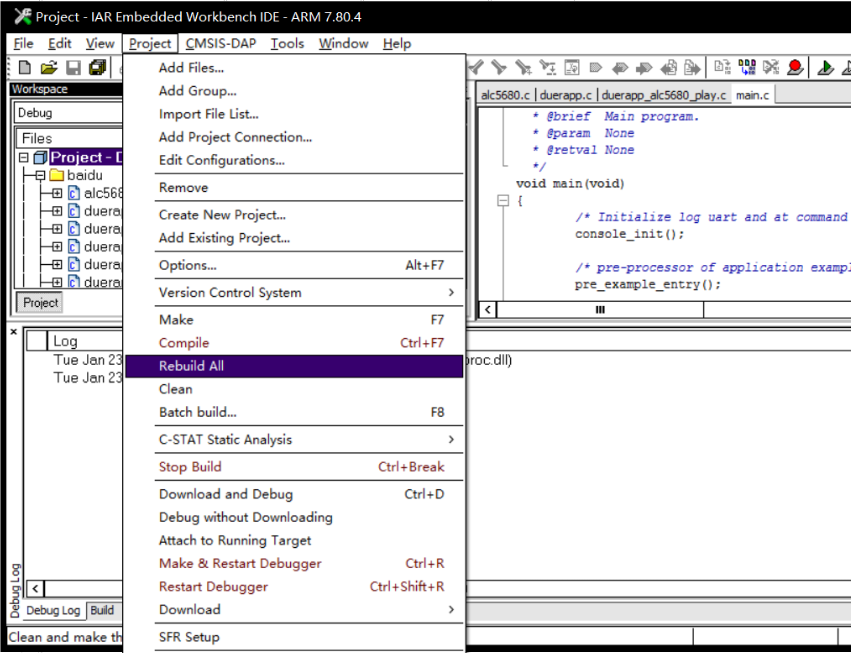 Project - IAR Embedded Workbench IDE - ARM 7.80.4
File Edit View Project CMSIS-DAP Tools Window Help
Workspace
Debug
Files
Project - D
baidu
alc568
duerap
duerap
duerap
duerap
duerap
Project
Add Files...
Add Group...
Import File List...
Add Project Connection...
Edit Configurations...
Remove
Create New Project...
Add Existing Project...
Options... Alt+F7
Version Control System
Make F7
Compile Ctrl+F7
Rebuild All
Clean
Batch build... F8
C-STAT Static Analysis
Stop Build Ctrl+Break
Download and Debug Ctrl+D
Debug without Downloading
Attach to Running Target
Make & Restart Debugger Ctrl+R
Restart Debugger Ctrl+Shift+R
Download
SFR Setup
alc5680.c | duerapp.c | duerapp_alc5680_play.c main.c
* @brief Main program.
* @param None
* @retval None
*/
void main(void)
{
/* Initialize log uart and at command
console_init();
/* pre-processor of application exampl
pre_example_entry();
Log
Tue Jan 23 proc.dll)
Tue Jan 23
Debug Log
Debug Log Build
Clean and make th